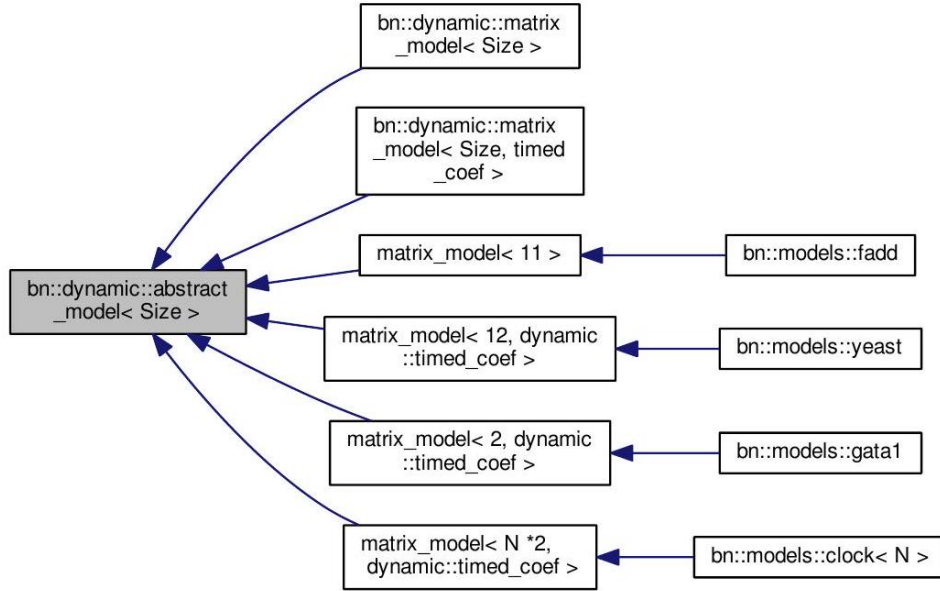 bn::dynamic::matrix
_model< Size >
bn::dynamic::matrix
_model< Size, timed
_coef >
matrix_model< 11 >
bn::models::fadd
bn::dynamic::abstract
_model< Size >
matrix_model< 12, dynamic
::timed_coef >
bn::models::yeast
matrix_model< 2, dynamic
::timed_coef >
bn::models::gata1
matrix_model< N *2,
dynamic::timed_coef >
bn::models::clock< N >